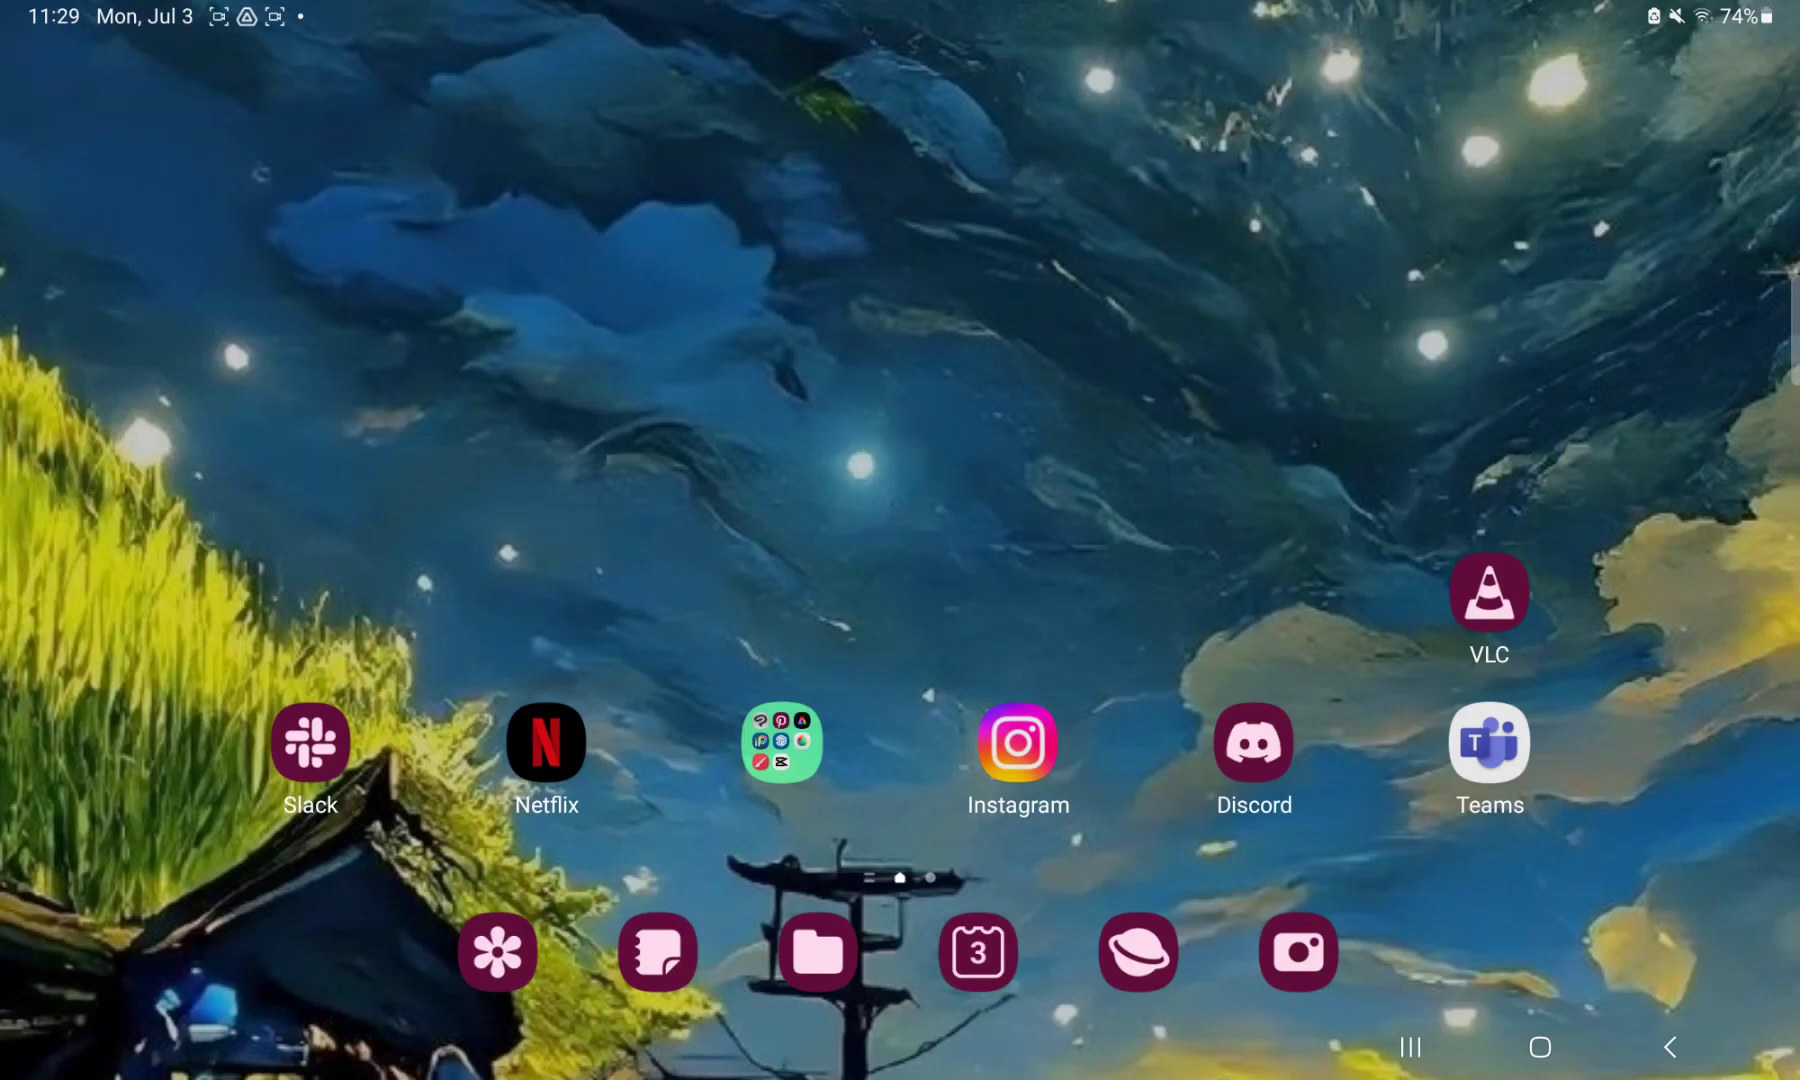 11:29 Mon, Jul 3
74%
VLC
Slack
Netflix
Instagram
Discord
Teams
T
3